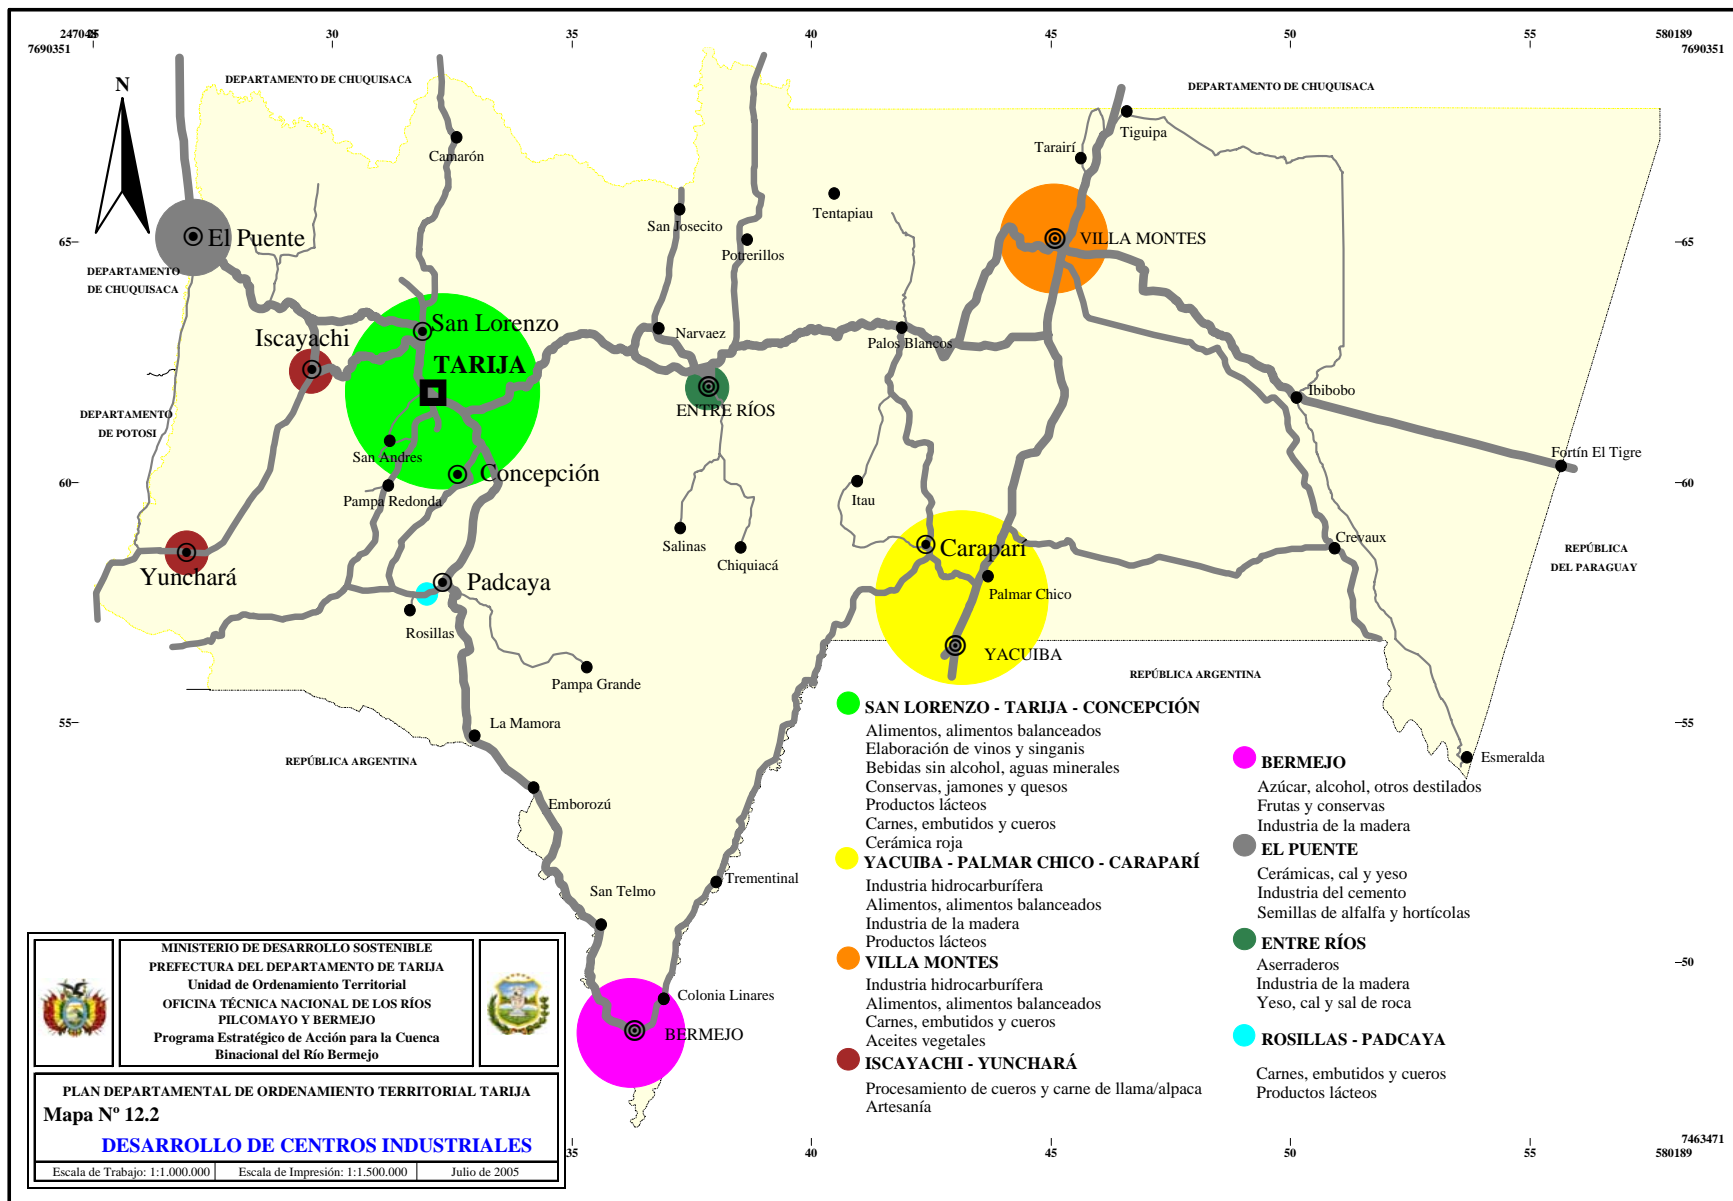 247048
25
30
35
40
45
50
55
580189
7690351
7690351
N
DEPARTAMENTO DE CHUQUISACA
DEPARTAMENTO DE CHUQUISACA
Tiguipa
Camarón
Tarairí
Tentapiau
San Josecito
Potrerillos
El Puente
VILLA MONTES
65
65
DEPARTAMENTO
DE CHUQUISACA
San Lorenzo
Iscayachi
Narvaez
Palos Blancos
TARIJA
ENTRE RÍOS
Ibibobo
DEPARTAMENTO
DE POTOSI
San Andres
Fortín El Tigre
Concepción
60
60
Pampa Redonda
Itau
Salinas
Chiquiacá
Caraparí
Crevaux
REPÚBLICA
DEL PARAGUAY
Yunchará
Padcaya
Palmar Chico
Rosillas
YACUIBA
Pampa Grande
REPÚBLICA ARGENTINA
La Mamora
55
REPÚBLICA ARGENTINA
Esmeralda
Emborozú
Trementinal
San Telmo
50
Colonia Linares
BERMEJO
SAN LORENZO - TARIJA - CONCEPCIÓN
Alimentos, alimentos balanceados
Elaboración de vinos y singanis
Bebidas sin alcohol, aguas minerales
Conservas, jamones y quesos
Productos lácteos
Carnes, embutidos y cueros
Cerámica roja
YACUIBA - PALMAR CHICO - CARAPARÍ
Industria hidrocarburífera
Alimentos, alimentos balanceados
Industria de la madera
Productos lácteos
VILLA MONTES
Industria hidrocarburífera
Alimentos, alimentos balanceados
Carnes, embutidos y cueros
Aceites vegetales
ISCAYACHI - YUNCHARÁ
Procesamiento de cueros y carne de llama/alpaca
Artesanía
55
BERMEJO
Azúcar, alcohol, otros destilados
Frutas y conservas
Industria de la madera
EL PUENTE
Cerámicas, cal y yeso
Industria del cemento
Semillas de alfalfa y hortícolas
ENTRE RÍOS
Aserraderos
Industria de la madera
Yeso, cal y sal de roca
ROSILLAS - PADCAYA
Carnes, embutidos y cueros
Productos lácteos
MINISTERIO DE DESARROLLO SOSTENIBLE
PREFECTURA DEL DEPARTAMENTO DE TARIJA
Unidad de Ordenamiento Territorial
OFICINA TÉCNICA NACIONAL DE LOS RÍOS
PILCOMAYO Y BERMEJO
Programa Estratégico de Acción para la Cuenca
Binacional del Río Bermejo
PLAN DEPARTAMENTAL DE ORDENAMIENTO TERRITORIAL TARIJA
Mapa Nº 12.2
DESARROLLO DE CENTROS INDUSTRIALES
Escala de Trabajo: 1:1.000.000
Escala de Impresión: 1:1.500.000
Julio de 2005
35
40
45
50
55
7463471
580189